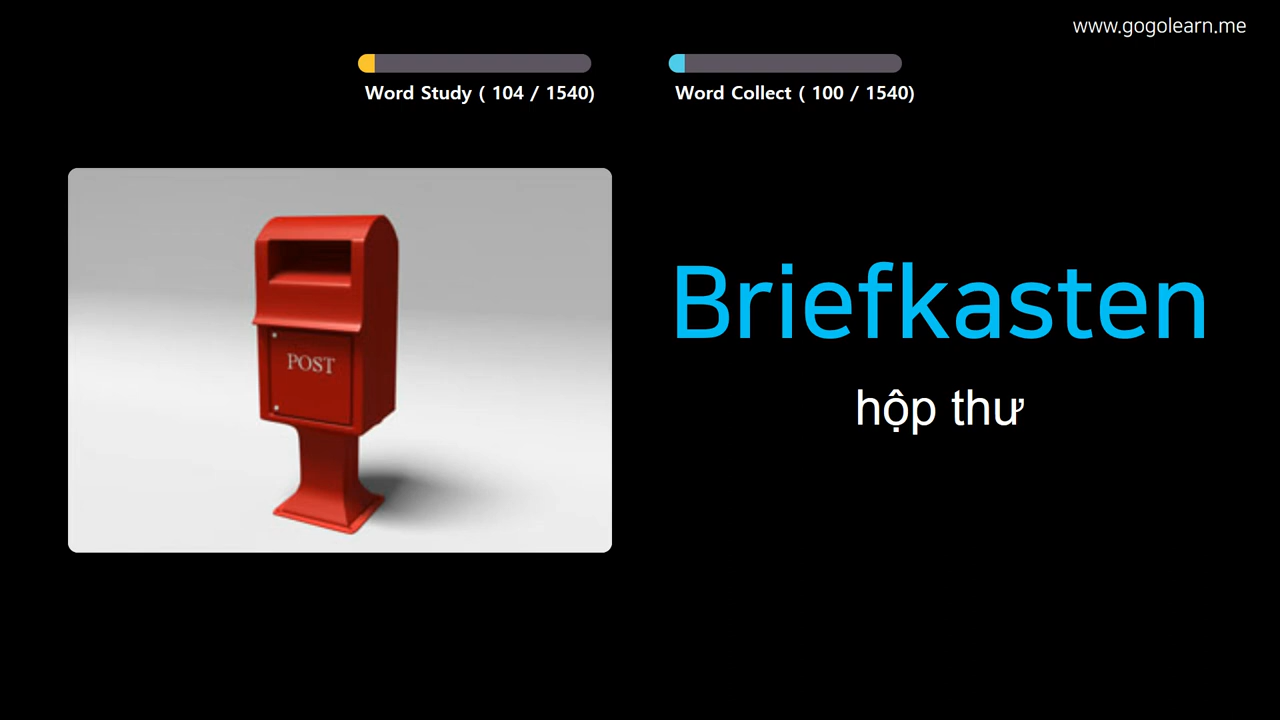 www.gogolearn.me
Word Study ( 104 / 1540)
Word Collect ( 100 / 1540)
POST
Briefkasten
hộp thư